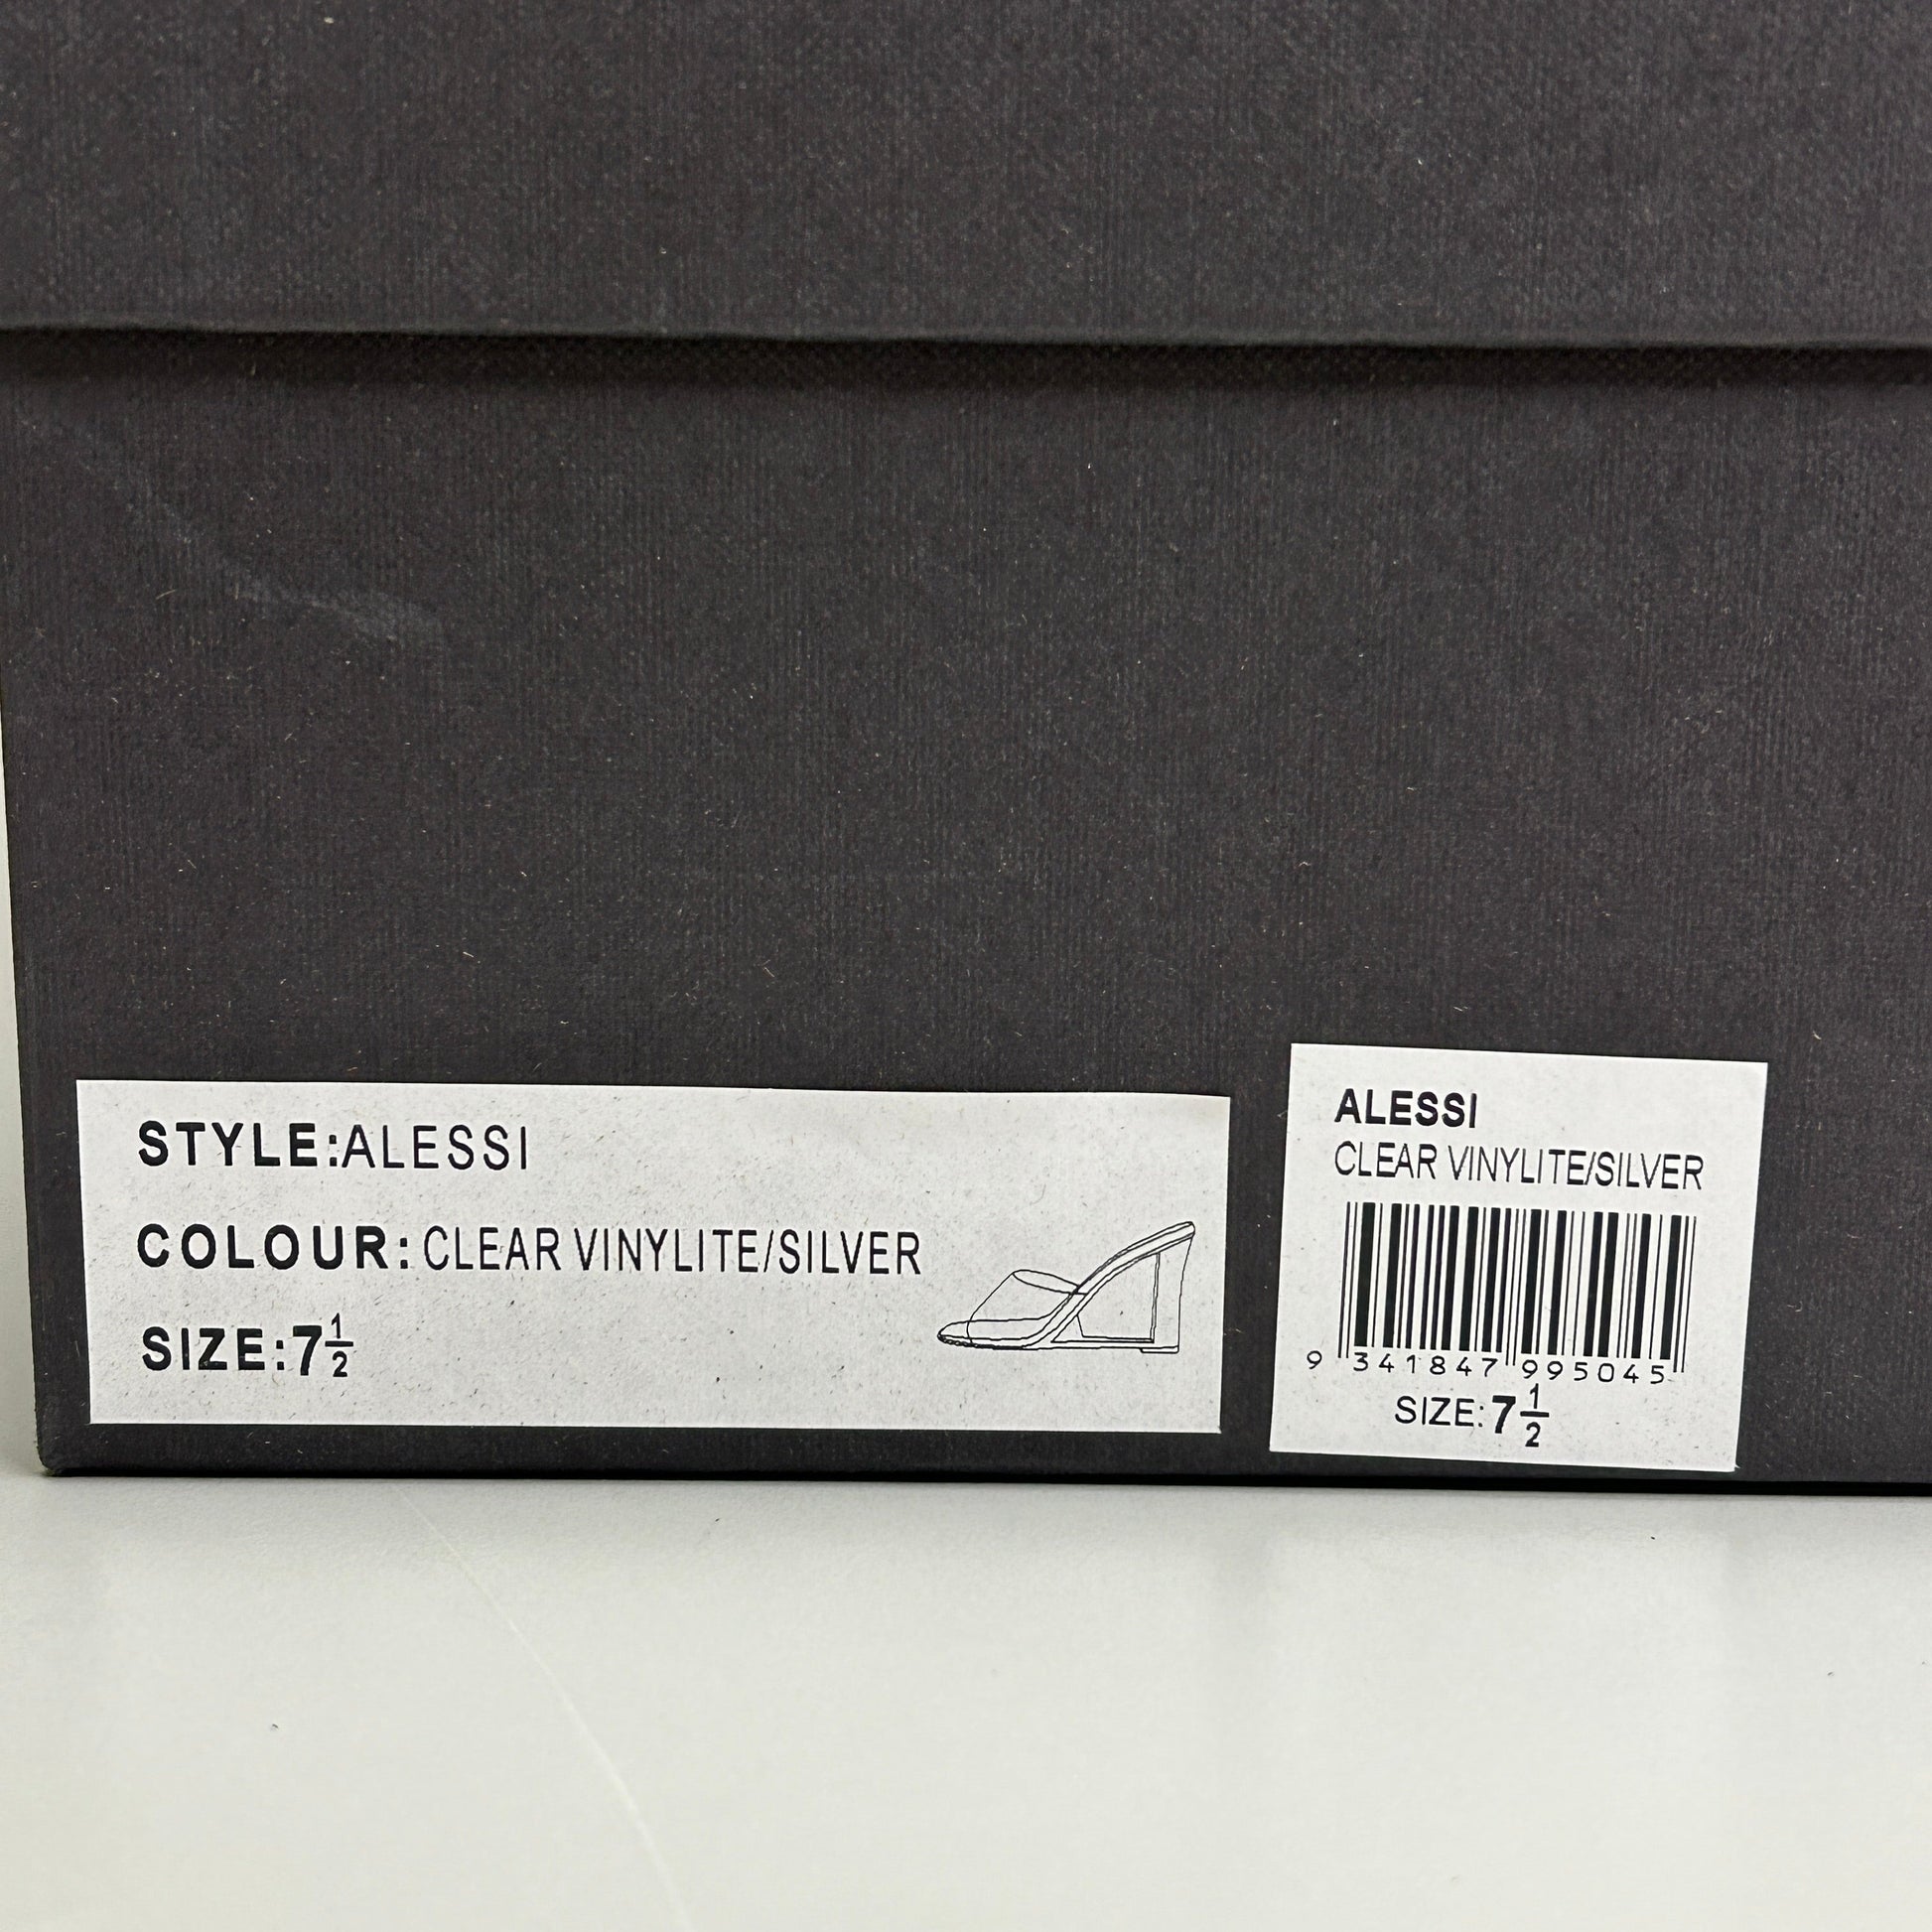 STYLE:ALESSI
COLOUR: CLEAR VINYLITE/SILVER
SIZE:7½
ALESSI
CLEAR VINYLITE/SILVER
9 341847 995045
SIZE:7½